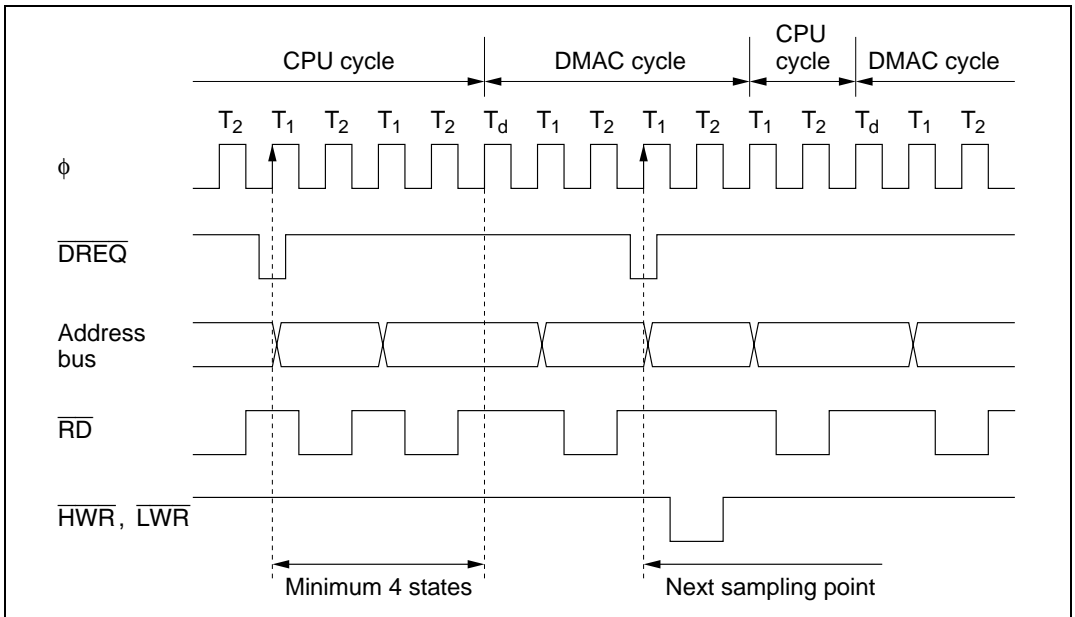 CPU cycle DMAC cycle CPU cycle DMAC cycle
T2 T1 T2 T1 T2 Td T1 T2 T1 T2 T1 T2 Td T1 T2
φ
DREQ
Address
bus
RD
HWR, LWR
Minimum 4 states Next sampling point